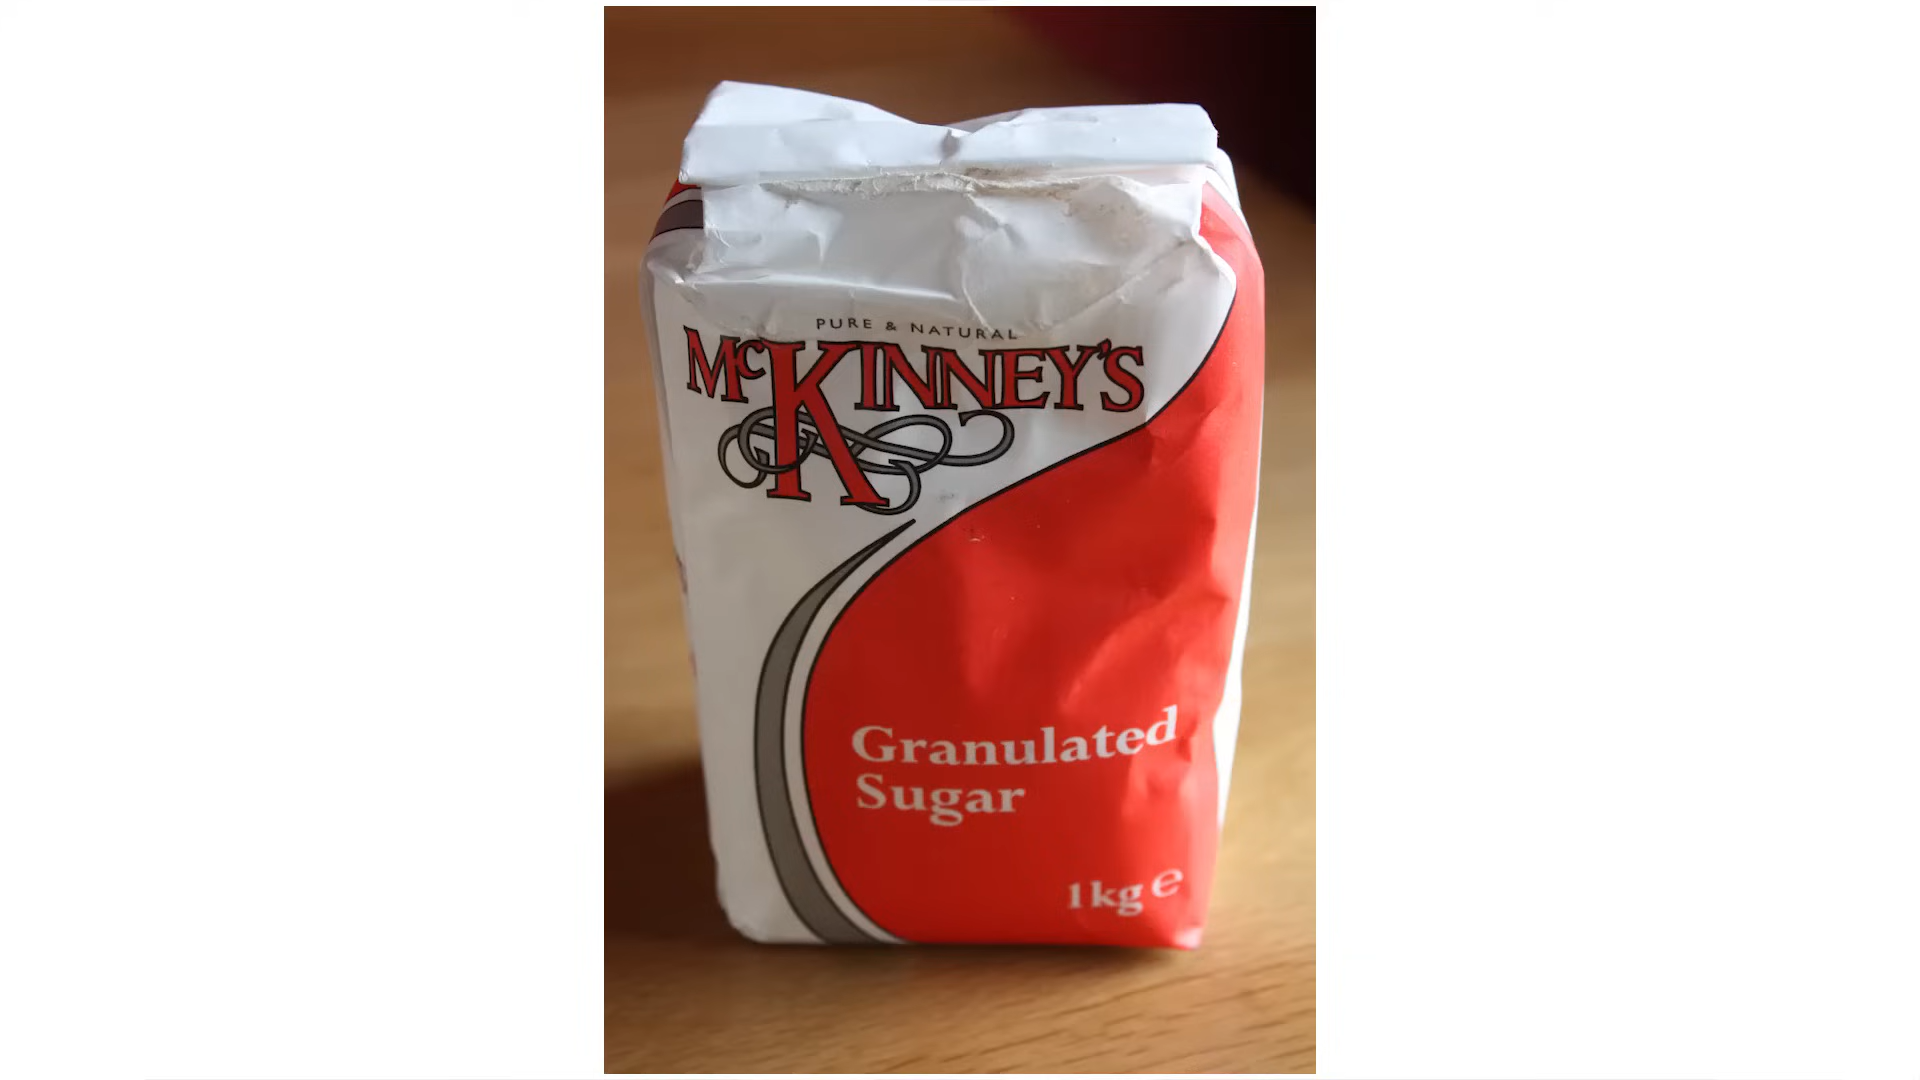 PURE & NATURAL
McKINNEY'S
Granulated
Sugar
1kg ℮